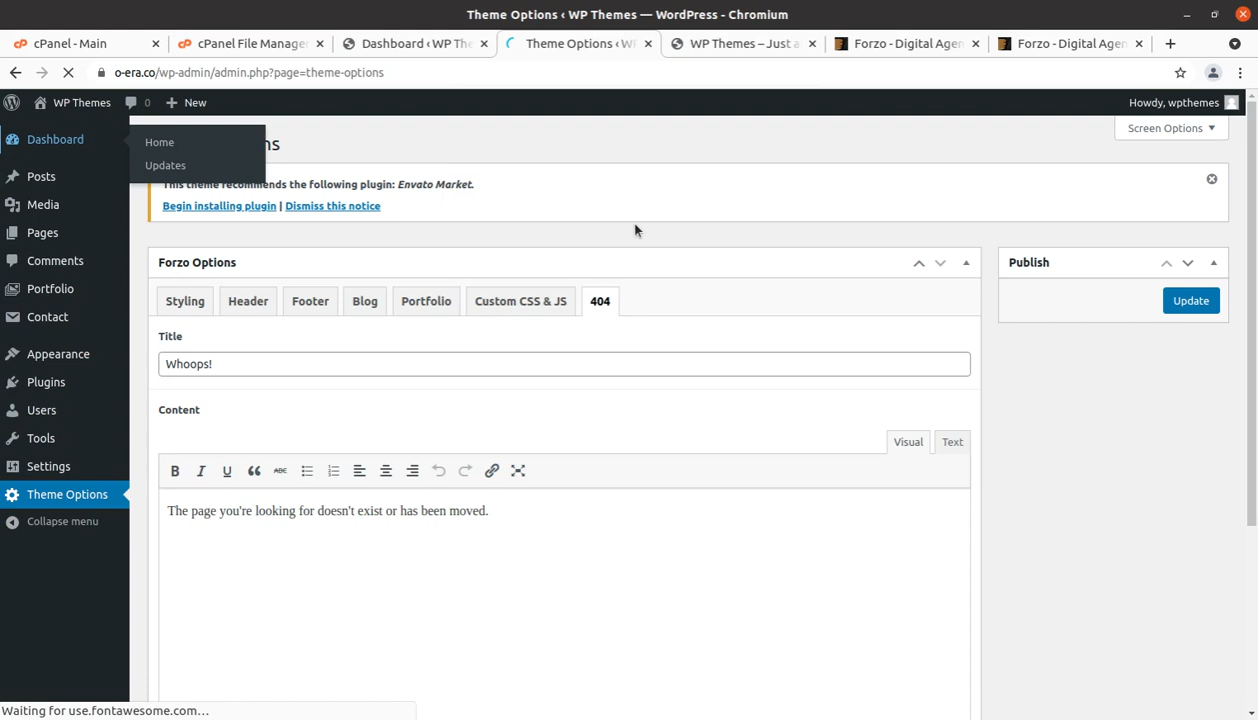 Theme Options ‹ WP Themes — WordPress - Chromium
cPanel - Main
cPanel File Manage
Dashboard ‹ WP The
Theme Options ‹ W
WP Themes – Just a
Forzo - Digital Agen
Forzo - Digital Agen
o-era.co/wp-admin/admin.php?page=theme-options
WP Themes
0
New
Howdy, wpthemes
Dashboard
Home
Updates
ns
Screen Options
Posts
Media
Pages
Comments
Portfolio
Contact
Appearance
Plugins
Users
Tools
Settings
Theme Options
Collapse menu
This theme recommends the following plugin: Envato Market.
Begin installing plugin | Dismiss this notice
Forzo Options
Styling
Header
Footer
Blog
Portfolio
Custom CSS & JS
404
Title
Whoops!
Content
Visual
Text
B I U ABC
The page you're looking for doesn't exist or has been moved.
Publish
Update
Waiting for use.fontawesome.com...